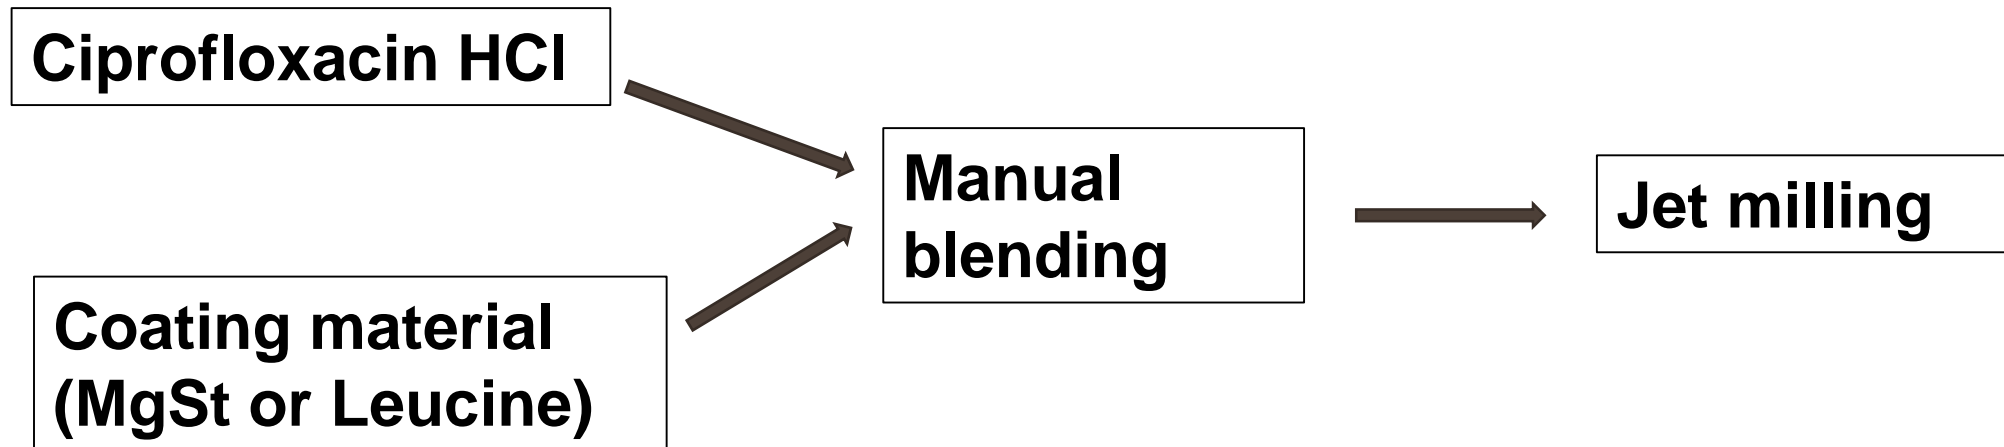 Ciprofloxacin HCl
Coating material
(MgSt or Leucine)
Manual
blending
Jet milling